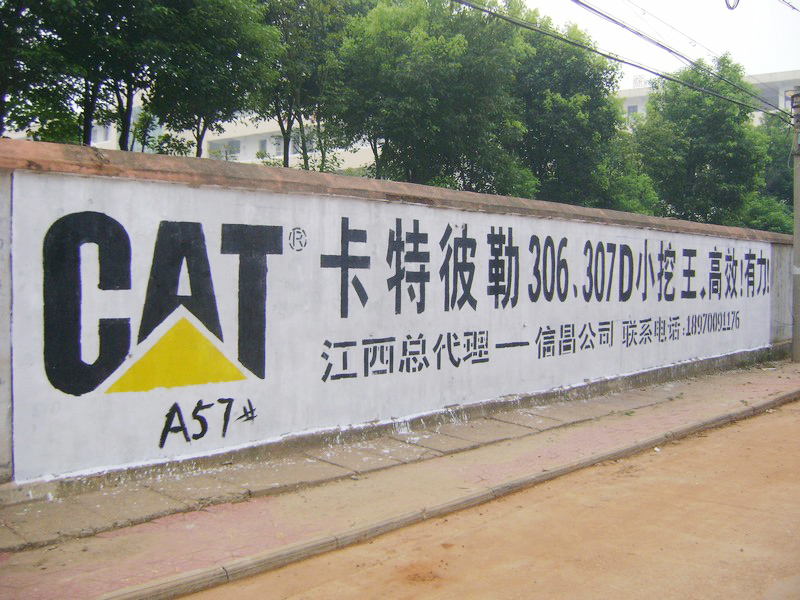 CAT® 卡特彼勒306、307D小挖王、高效!有力!
江西总代理一信昌公司 联系电话:18970091176
A57#